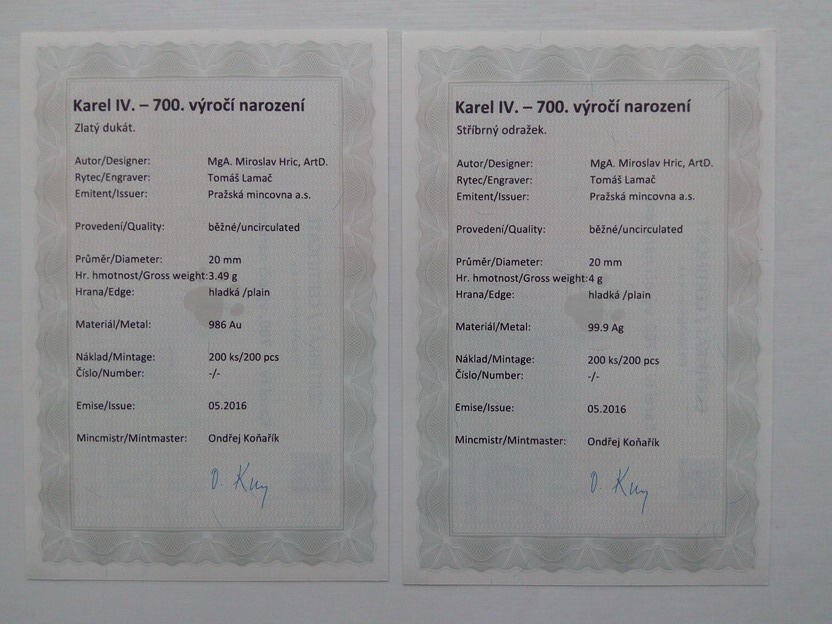 Karel IV. – 700. výročí narození
Zlatý dukát.
Autor/Designer: MgA. Miroslav Hric, ArtD.
Rytec/Engraver: Tomáš Lamač
Emitent/Issuer: Pražská mincovna a.s.
Provedení/Quality: běžné/uncirculated
Průměr/Diameter: 20 mm
Hr. hmotnost/Gross weight:3.49 g
Hrana/Edge: hladká /plain
Materiál/Metal: 986 Au
Náklad/Mintage: 200 ks/200 pcs
Číslo/Number: -/-
Emise/Issue: 05.2016
Mincmistr/Mintmaster: Ondřej Koňařík
Karel IV. – 700. výročí narození
Stříbrný odražek.
Autor/Designer: MgA. Miroslav Hric, ArtD.
Rytec/Engraver: Tomáš Lamač
Emitent/Issuer: Pražská mincovna a.s.
Provedení/Quality: běžné/uncirculated
Průměr/Diameter: 20 mm
Hr. hmotnost/Gross weight:4 g
Hrana/Edge: hladká /plain
Materiál/Metal: 99.9 Ag
Náklad/Mintage: 200 ks/200 pcs
Číslo/Number: -/-
Emise/Issue: 05.2016
Mincmistr/Mintmaster: Ondřej Koňařík